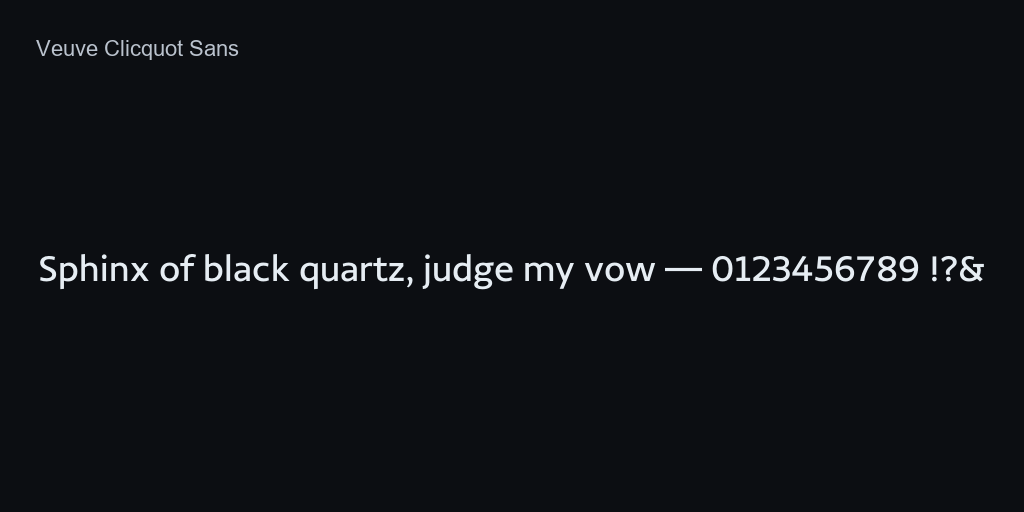 Veuve Clicquot Sans
Sphinx of black quartz, judge my vow — 0123456789 !?&